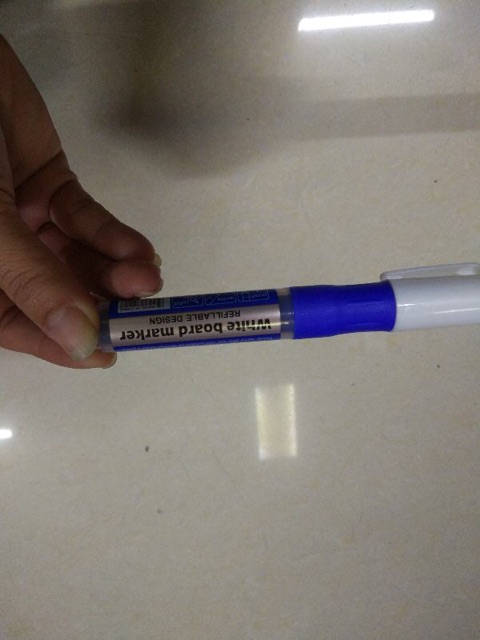 White board marker
REFILLABLE DESIGN